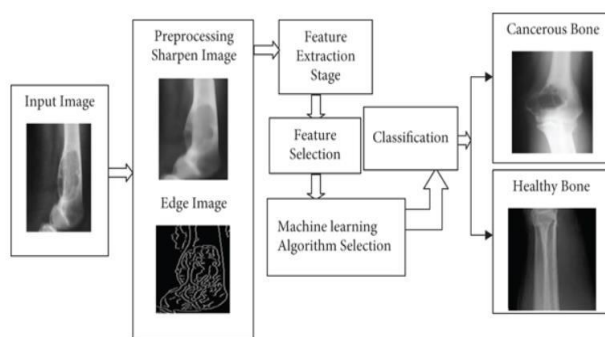 Input Image
Preprocessing
Sharpen Image
Edge Image
Feature
Extraction
Stage
Feature
Selection
Machine learning
Algorithm Selection
Classification
Cancerous Bone
Healthy Bone